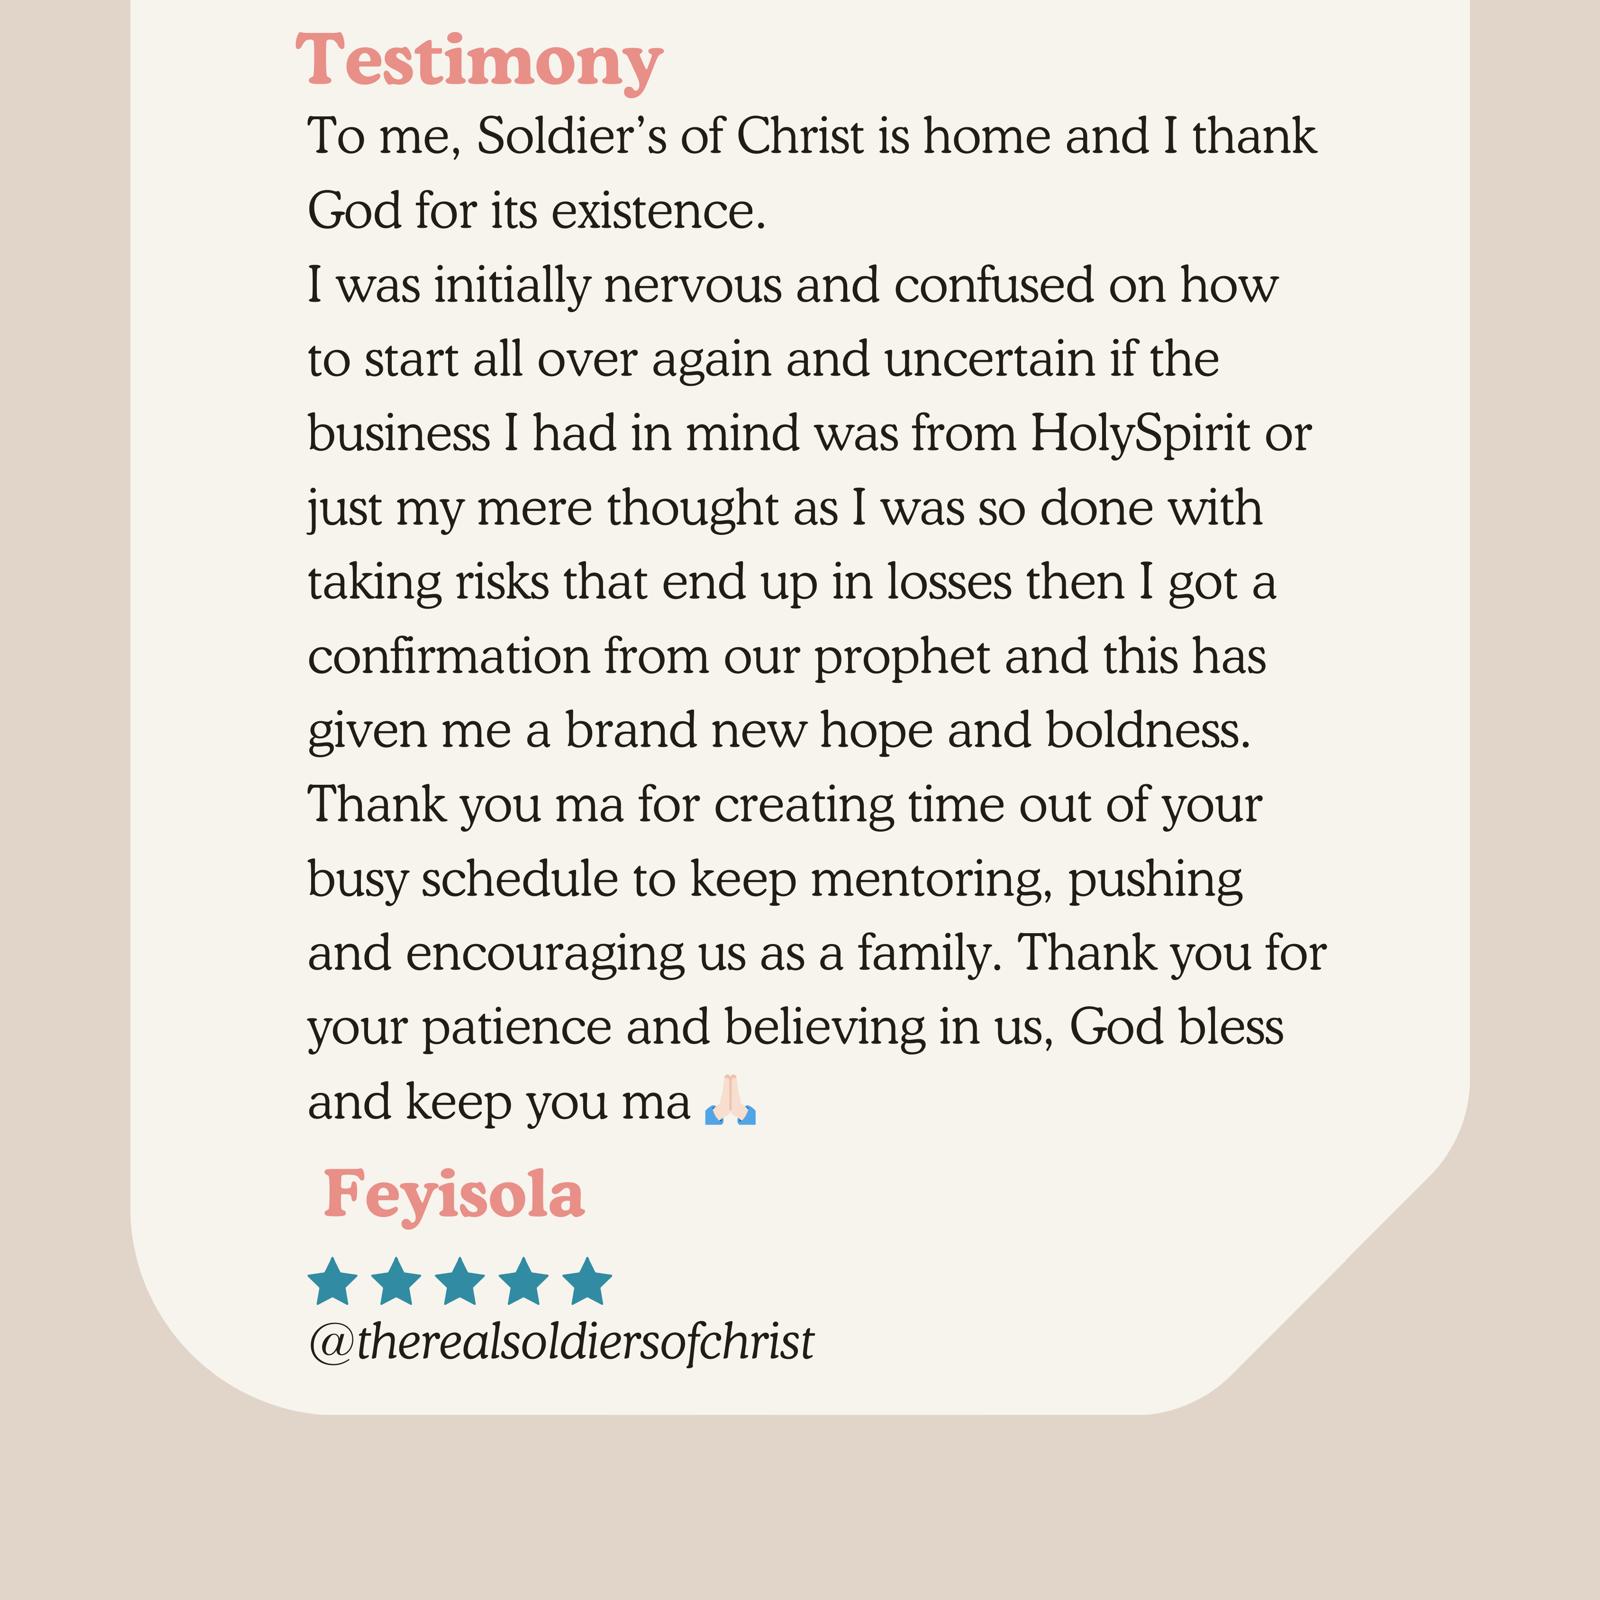 Testimony
To me, Soldier’s of Christ is home and I thank
God for its existence.
I was initially nervous and confused on how
to start all over again and uncertain if the
business I had in mind was from HolySpirit or
just my mere thought as I was so done with
taking risks that end up in losses then I got a
confirmation from our prophet and this has
given me a brand new hope and boldness.
Thank you ma for creating time out of your
busy schedule to keep mentoring, pushing
and encouraging us as a family. Thank you for
your patience and believing in us, God bless
and keep you ma 🙏🏻
Feyisola
@therealsoldiersofchrist